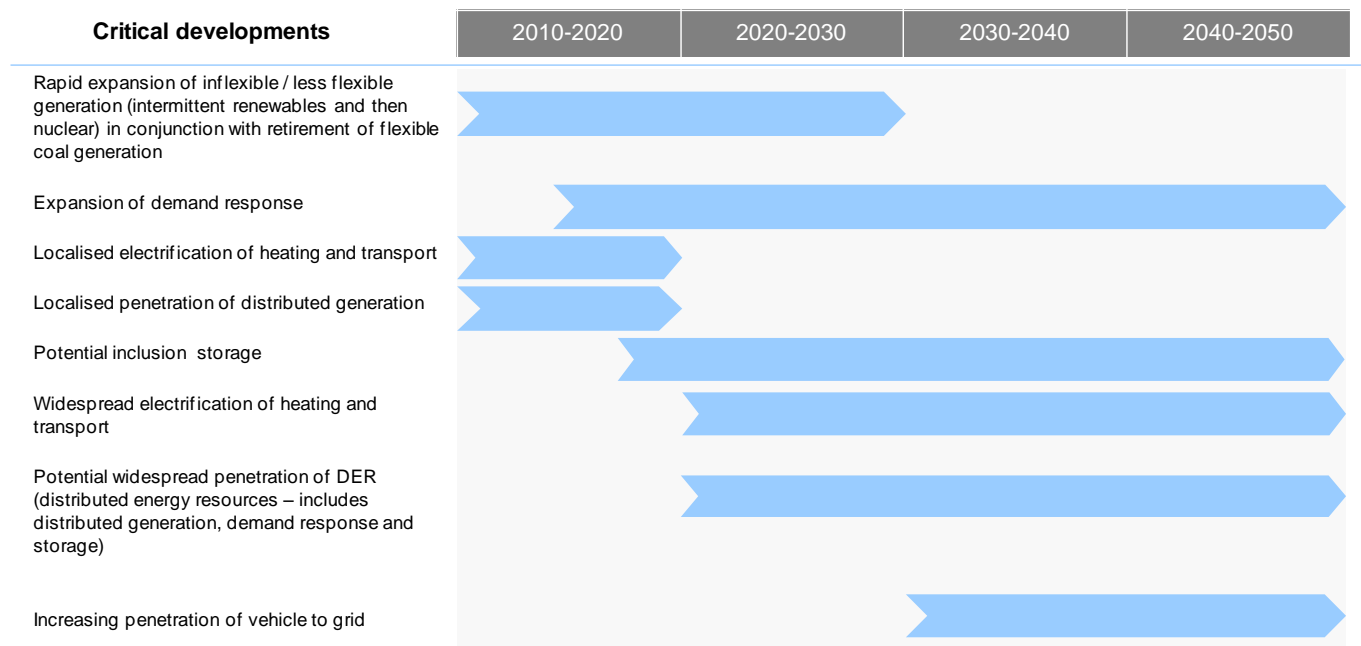 Critical developments
2010-2020
2020-2030
2030-2040
2040-2050
Rapid expansion of inflexible / less flexible
generation (intermittent renewables and then
nuclear) in conjunction with retirement of flexible
coal generation
Expansion of demand response
Localised electrification of heating and transport
Localised penetration of distributed generation
Potential inclusion storage
Widespread electrification of heating and
transport
Potential widespread penetration of DER
(distributed energy resources – includes
distributed generation, demand response and
storage)
Increasing penetration of vehicle to grid